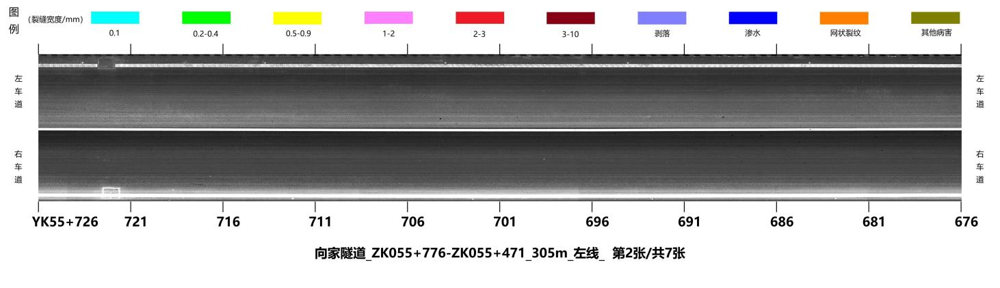 图例
(裂缝宽度/mm)
0.1 0.2-0.4 0.5-0.9 1-2 2-3 3-10 剥落 渗水 网状裂纹 其他病害
左车道 左车道
右车道 右车道
YK55+726 721 716 711 706 701 696 691 686 681 676
向家隧道_ZK055+776-ZK055+471_305m_左线_ 第2张/共7张